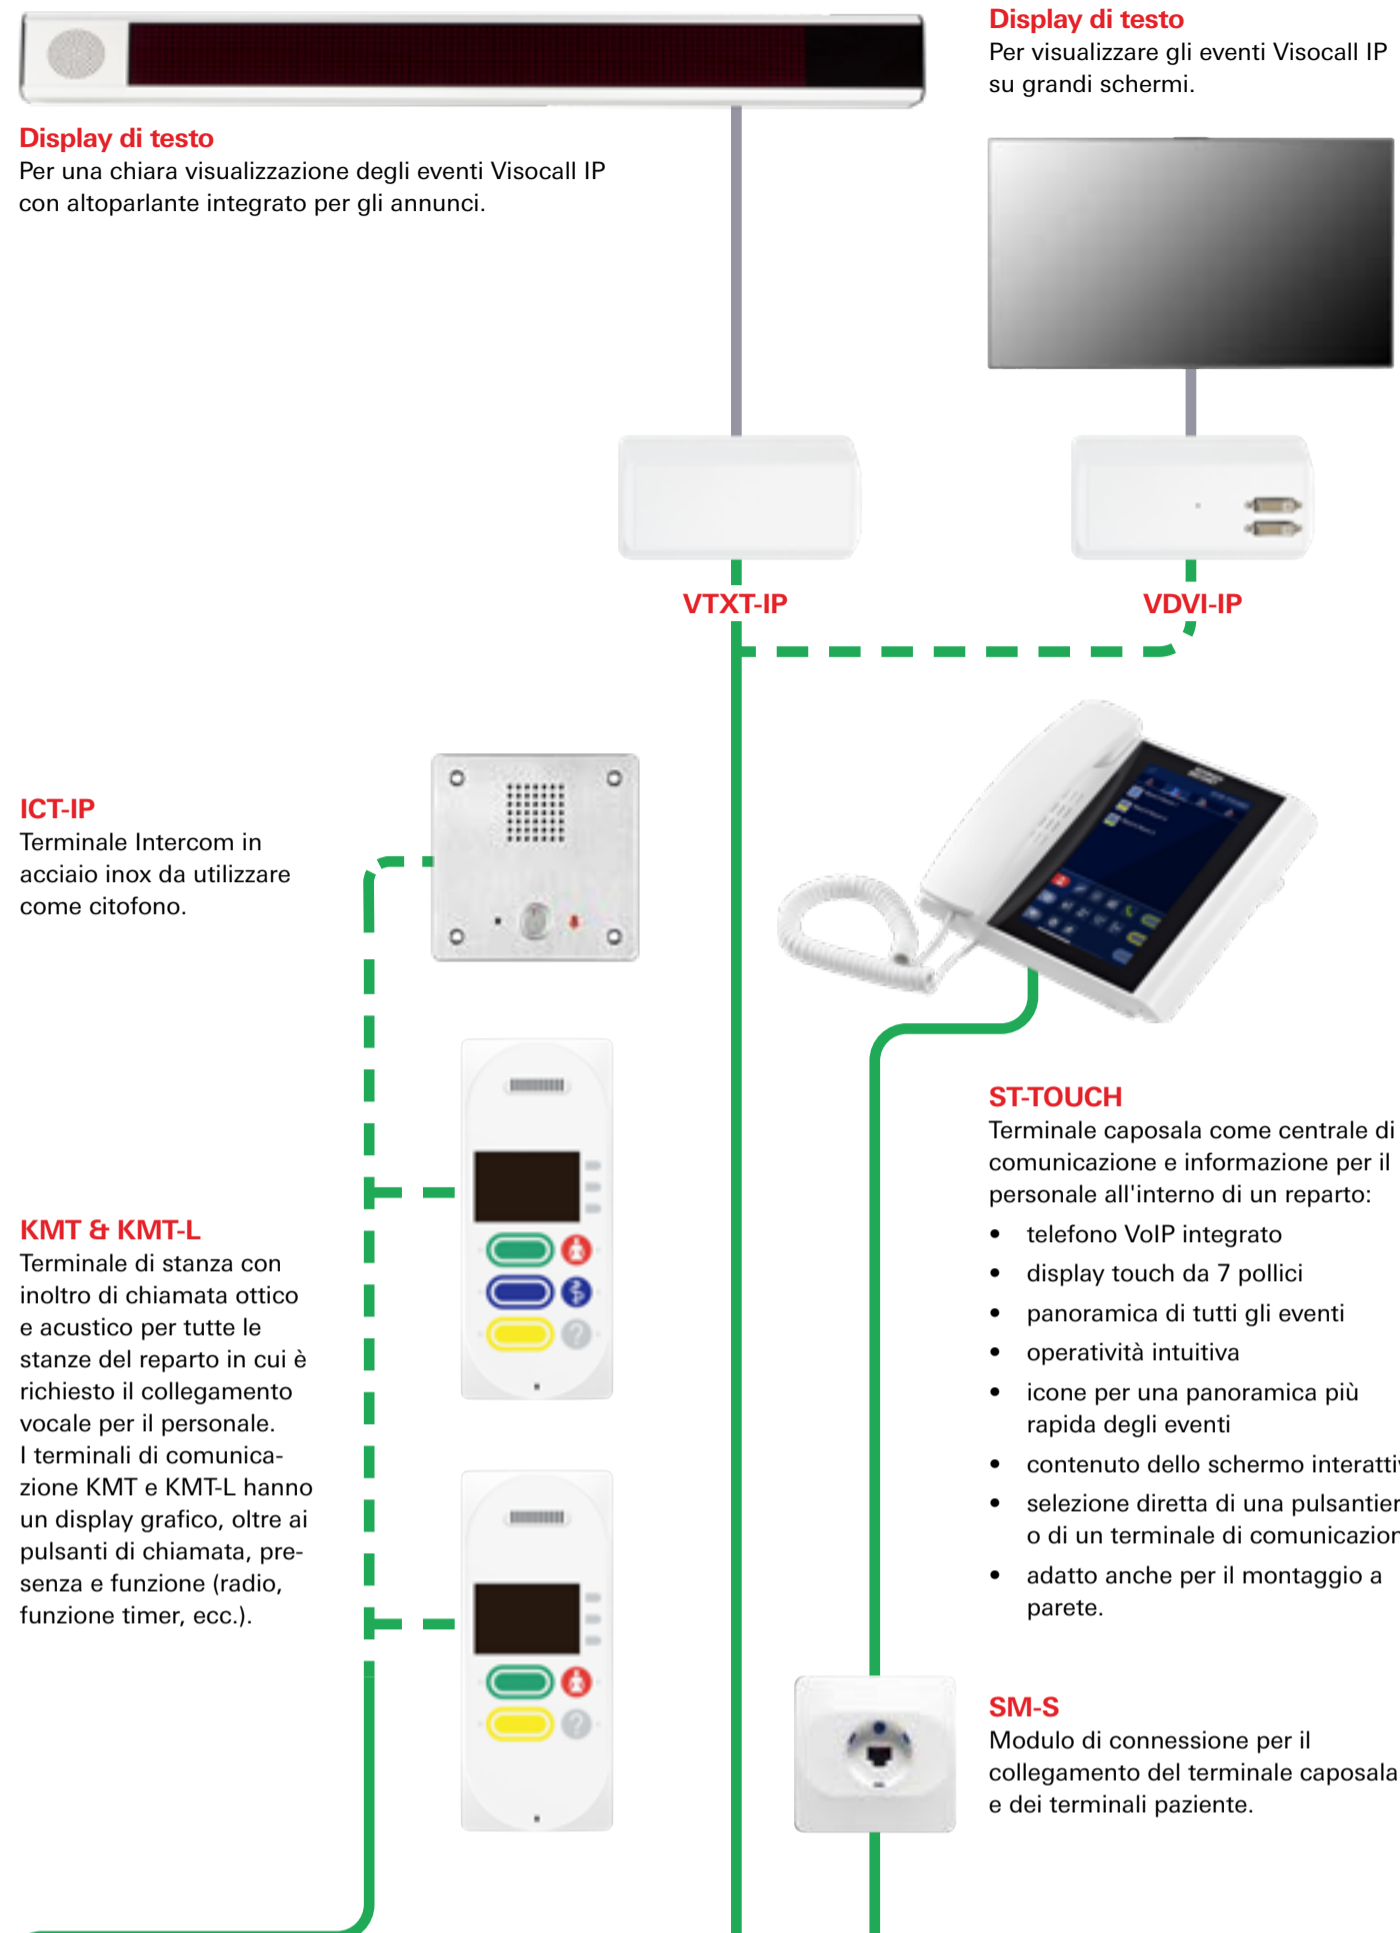 Display di testo
Per una chiara visualizzazione degli eventi Visocall IP
con altoparlante integrato per gli annunci.
Display di testo
Per visualizzare gli eventi Visocall IP
su grandi schermi.
VTXT-IP
VDVI-IP
ICT-IP
Terminale Intercom in
acciaio inox da utilizzare
come citofono.
KMT & KMT-L
Terminale di stanza con
inoltro di chiamata ottico
e acustico per tutte le
stanze del reparto in cui è
richiesto il collegamento
vocale per il personale.
I terminali di comunica-
zione KMT e KMT-L hanno
un display grafico, oltre ai
pulsanti di chiamata, pre-
senza e funzione (radio,
funzione timer, ecc.).
ST-TOUCH
Terminale caposala come centrale di
comunicazione e informazione per il
personale all'interno di un reparto:
• telefono VoIP integrato
• display touch da 7 pollici
• panoramica di tutti gli eventi
• operatività intuitiva
• icone per una panoramica più
rapida degli eventi
• contenuto dello schermo
• selezione diretta di una
o di un terminale di
• adatto anche per il montaggio a
parete.
SM-S
Modulo di connessione per il
collegamento del terminale caposala
e dei terminali paziente.